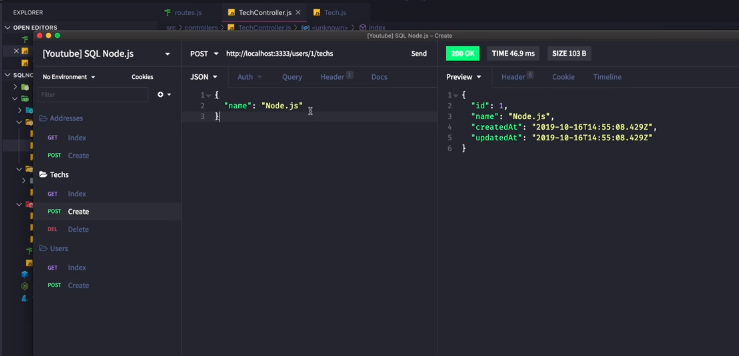 EXPLORER
routes.js
TechController.js
Tech.js
OPEN EDITORS
src > controllers > TechController.js > <unknown> > index
[Youtube] SQL Node.js – Create
[Youtube] SQL Node.js
POST http://localhost:3333/users/1/techs Send
200 OK TIME 46.9 ms SIZE 103 B
No Environment Cookies
JSON Auth Query Header Docs
Preview Header Cookie Timeline
SQLNO
Filter
1 {
2 "name": "Node.js"
3 }
1 {
2 "id": 1,
3 "name": "Node.js",
4 "createdAt": "2019-10-16T14:55:08.429Z",
5 "updatedAt": "2019-10-16T14:55:08.429Z"
6 }
Addresses
GET Index
POST Create
Techs
GET Index
POST Create
DEL Delete
Users
GET Index
POST Create